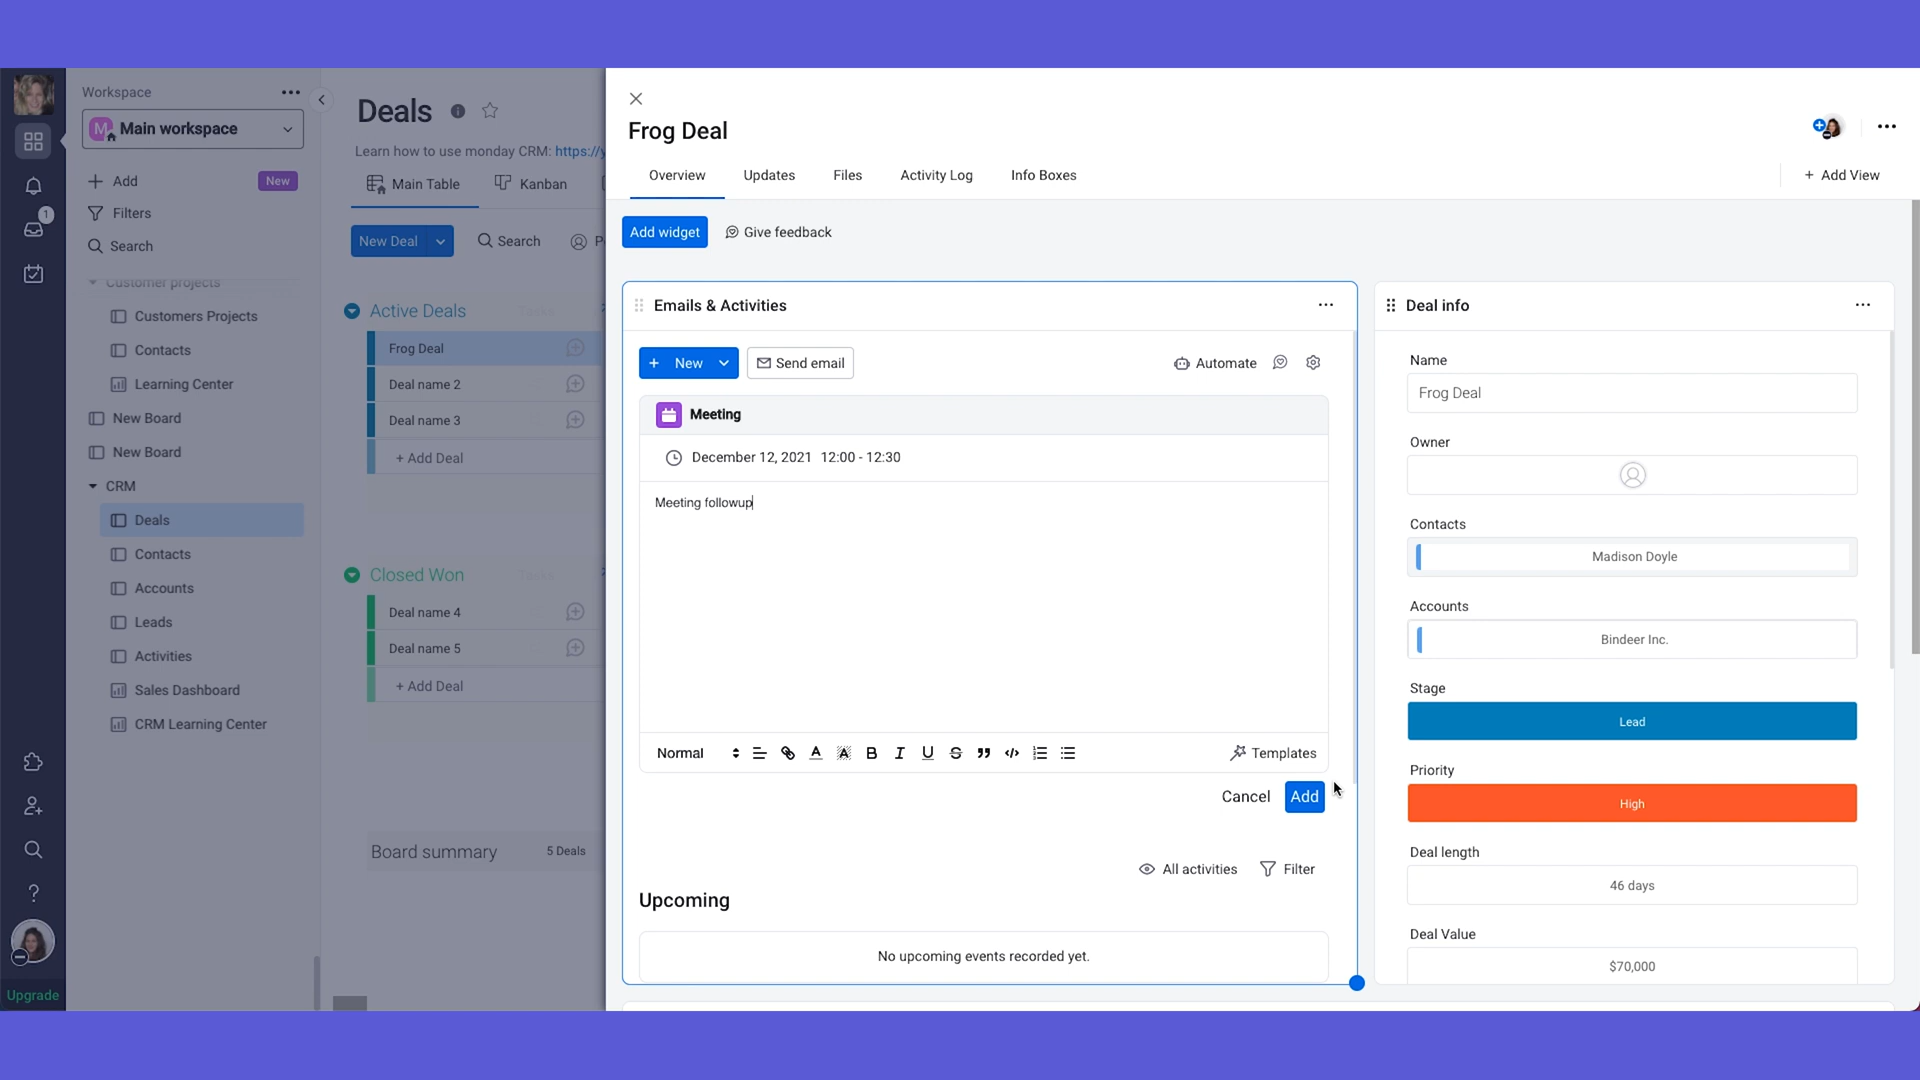 Workspace
M Main workspace
Add New
Filters
Search
Customer projects
Customers Projects
Contacts
Learning Center
New Board
New Board
CRM
Deals
Contacts
Accounts
Leads
Activities
Sales Dashboard
CRM Learning Center
1
Upgrade
Deals
Learn how to use monday CRM: https://y
Main Table Kanban
New Deal Search P
Active Deals
Frog Deal
Deal name 2
Deal name 3
+ Add Deal
Closed Won
Deal name 4
Deal name 5
+ Add Deal
Board summary 5 Deals
Frog Deal
Overview Updates Files Activity Log Info Boxes + Add View
Add widget Give feedback
Emails & Activities
+ New Send email Automate
Meeting
December 12, 2021 12:00 - 12:30
Meeting followup
Normal A A B I U S Templates
Cancel Add
All activities Filter
Upcoming
No upcoming events recorded yet.
Deal info
Name
Frog Deal
Owner
Contacts
Madison Doyle
Accounts
Bindeer Inc.
Stage
Lead
Priority
High
Deal length
46 days
Deal Value
$70,000